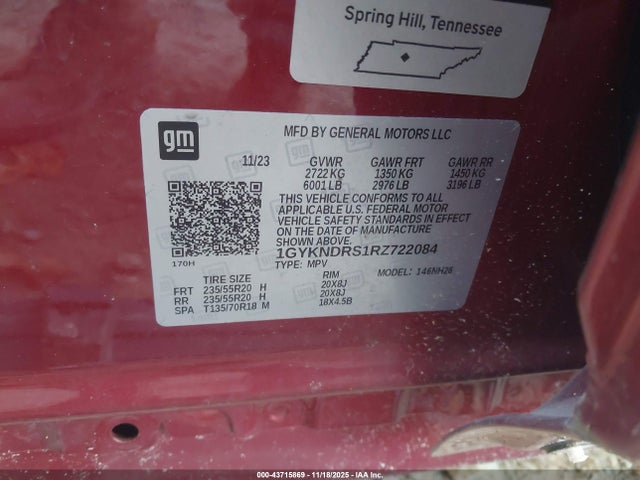 Spring Hill, Tennessee
gm
MFD BY GENERAL MOTORS LLC
11/23 GVWR GAWR FRT GAWR RR
2722 KG 1350 KG 1450 KG
6001 LB 2976 LB 3196 LB
THIS VEHICLE CONFORMS TO ALL
APPLICABLE U.S. FEDERAL MOTOR
VEHICLE SAFETY STANDARDS IN EFFECT
ON THE DATE OF MANUFACTURE
SHOWN ABOVE.
1GYKNDRS1RZ722084
170H
TYPE: MPV MODEL: 146NH26
TIRE SIZE RIM
FRT 235/55R20 H 20X8J
RR 235/55R20 H 20X8J
SPA T135/70R18 M 18X4.5B
00-43715869 | 11/18/2025 | IAA Inc.